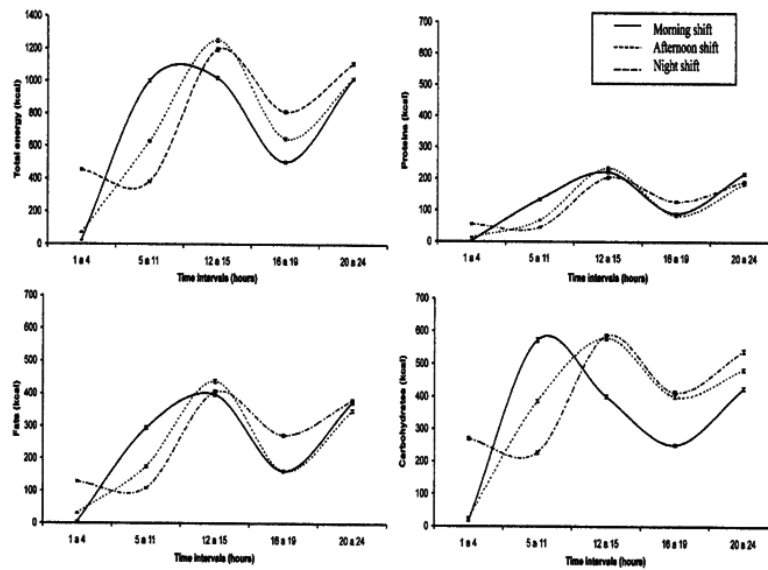 Total energy (kcal)
1400
1200
1000
800
600
400
200
0
1 a 4
5 a 11
12 a 15
16 a 19
20 a 24
Time Intervals (hours)
Proteins (kcal)
700
600
500
400
300
200
100
0
1 a 4
5 a 11
12 a 15
16 a 19
20 a 24
Time intervals (hours)
Morning shift
Afternoon shift
Night shift
Fats (kcal)
700
600
500
400
300
200
100
0
1 a 4
5 a 11
12 a 15
16 a 19
20 a 24
Time Intervals (hours)
Carbohydrates (kcal)
700
600
500
400
300
200
100
0
1 a 4
5 a 11
12 a 15
16 a 19
20 a 24
Time Intervals (hours)